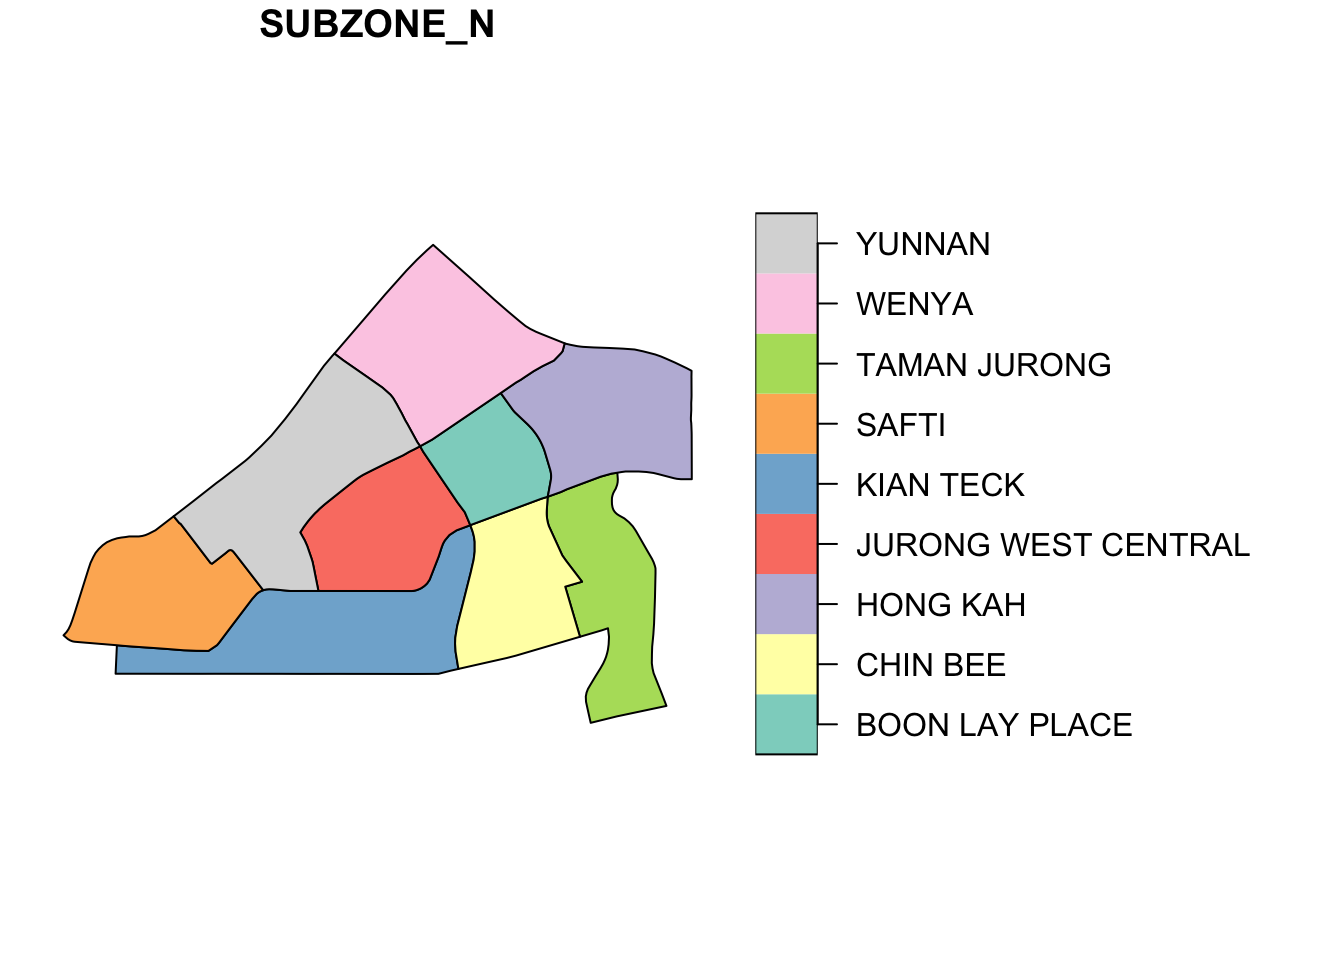 SUBZONE_N
YUNNAN
WENYA
TAMAN JURONG
SAFTI
KIAN TECK
JURONG WEST CENTRAL
HONG KAH
CHIN BEE
BOON LAY PLACE